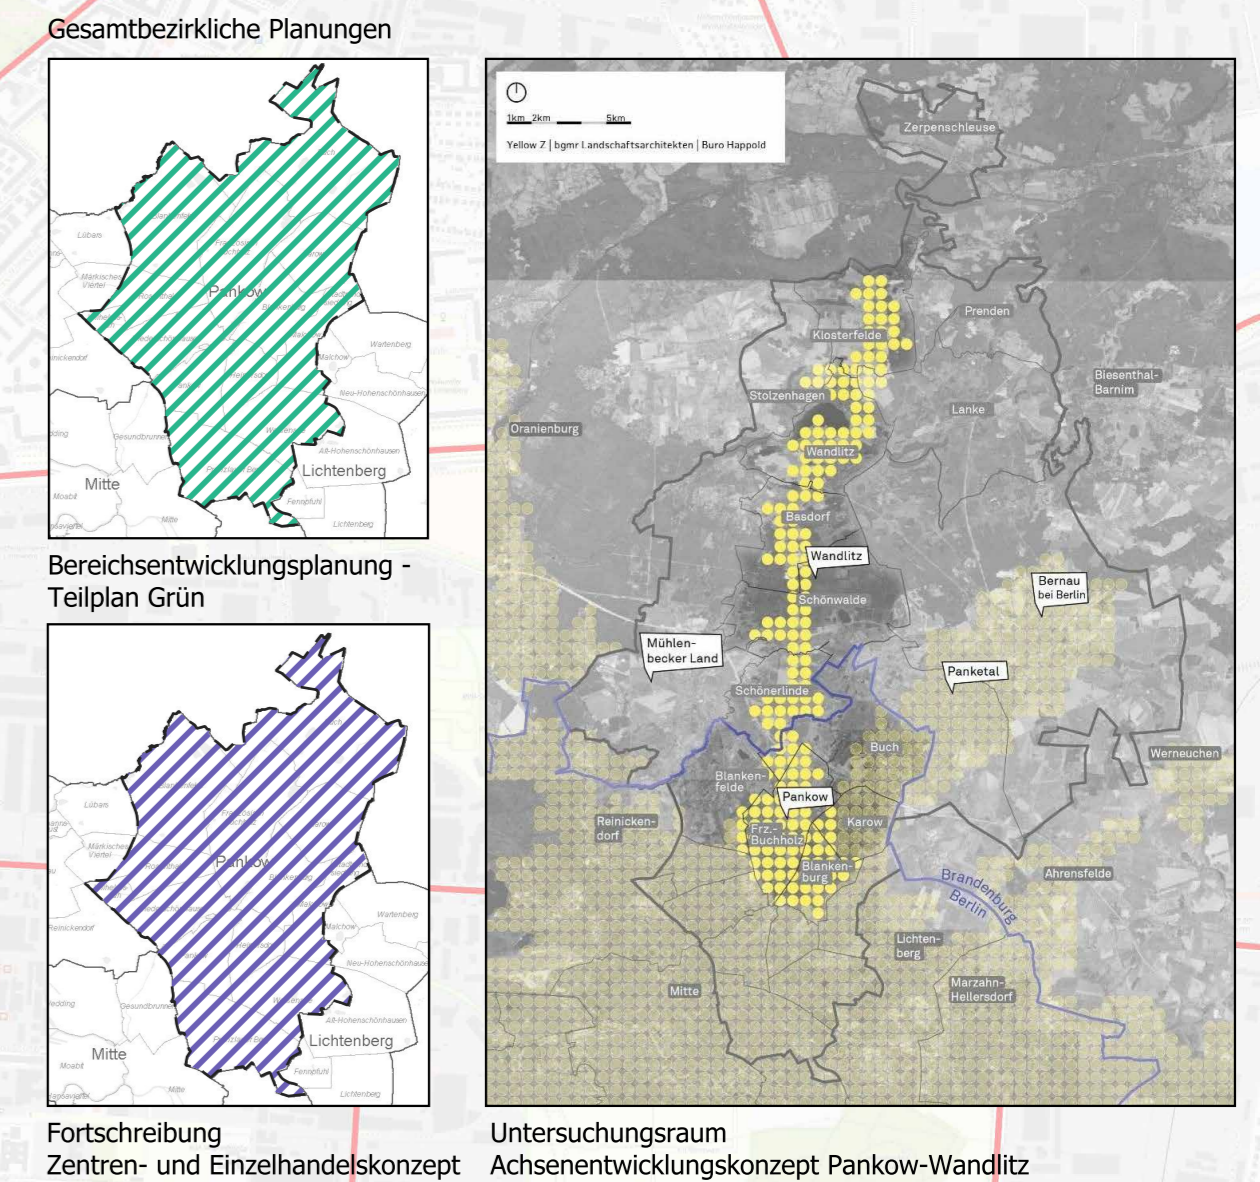 Gesamtbezirkliche Planungen
Lübars
Märkisches
Viertel
Pankow
Wartenberg
Malchow
Neu-Hohenschönhausen
Gesundbrunnen
Alt-Hohenschönhausen
Lichtenberg
Mitte
Fennpfuhl
Moabit
Mitte
Lichtenberg
Bereichsentwicklungsplanung -
Teilplan Grün
Lübars
Märkisches
Viertel
Pankow
Wartenberg
Reinickendorf
Malchow
Neu-Hohenschönhausen
Gesundbrunnen
Alt-Hohenschönhausen
Lichtenberg
Mitte
Fennpfuhl
Moabit
Mitte
Lichtenberg
Fortschreibung
Zentren- und Einzelhandelskonzept
1km 2km 5km
Yellow Z | bgmr Landschaftsarchitekten | Buro Happold
Zerpenschleuse
Prenden
Klosterfelde
Biesenthal-
Barnim
Stolzenhagen
Lanke
Oranienburg
Wandlitz
Basdorf
Wandlitz
Bernau
bei Berlin
Schönwalde
Mühlen-
becker Land
Panketal
Schönerlinde
Buch
Werneuchen
Blanken-
felde
Pankow
Reinicken-
dorf
Karow
Frz.-
Buchholz
Blanken-
burg
Ahrensfelde
Brandenburg
Berlin
Lichten-
berg
Mitte
Marzahn-
Hellersdorf
Untersuchungsraum
Achsenentwicklungskonzept Pankow-Wandlitz